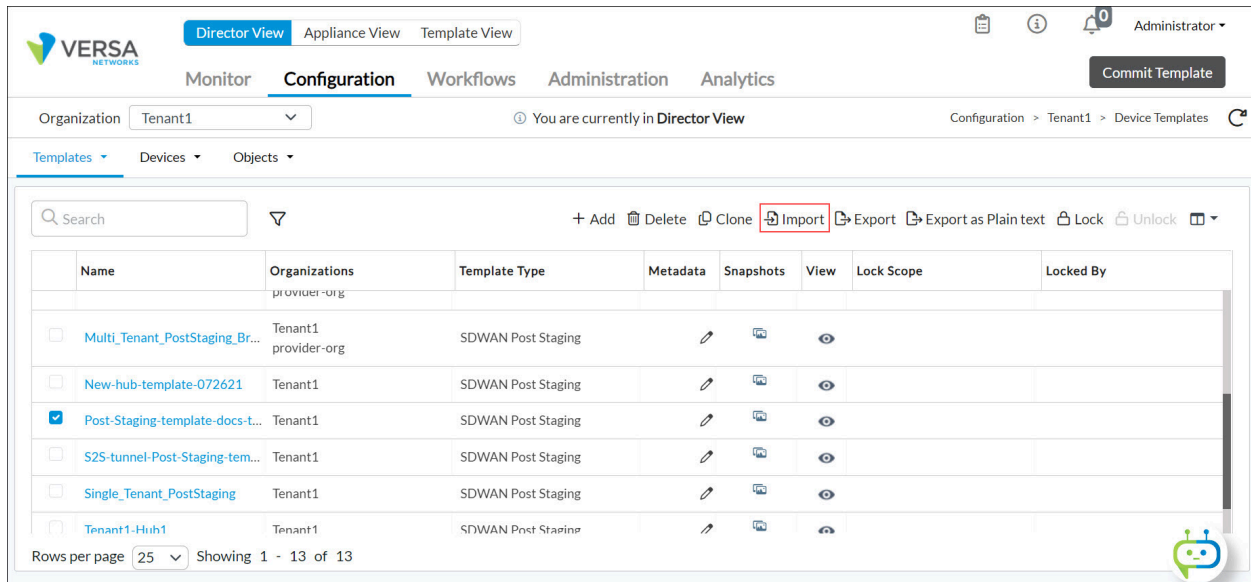 Director View Appliance View Template View
0
Administrator
VERSA
NETWORKS
Monitor Configuration Workflows Administration Analytics
Commit Template
Organization Tenant1
You are currently in Director View
Configuration > Tenant1 > Device Templates
Templates Devices Objects
Search
+ Add Delete Clone Import Export Export as Plain text Lock Unlock
Name Organizations Template Type Metadata Snapshots View Lock Scope Locked By
provider-org
Multi_Tenant_PostStaging_Br... Tenant1 SDWAN Post Staging
provider-org
New-hub-template-072621 Tenant1 SDWAN Post Staging
Post-Staging-template-docs-t... Tenant1 SDWAN Post Staging
S2S-tunnel-Post-Staging-tem... Tenant1 SDWAN Post Staging
Single_Tenant_PostStaging Tenant1 SDWAN Post Staging
Tenant1-Hub1 Tenant1 SDWAN Post Staging
Rows per page 25 Showing 1 - 13 of 13